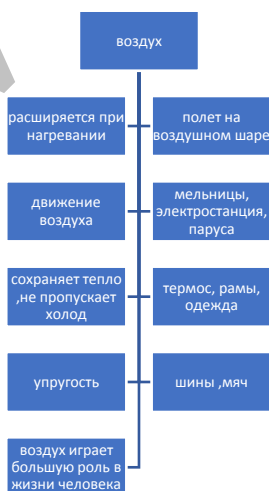 воздух
расширяется при
нагревании
полет на
воздушном шаре
движение
воздуха
мельницы,
электростанция,
паруса
сохраняет тепло
,не пропускает
холод
термос, рамы,
одежда
упругость
шины ,мяч
воздух играет
большую роль в
жизни человека